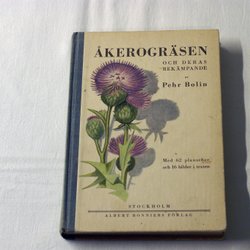 ÅKEROGRÄSEN
OCH DERAS
BEKÄMPANDE
av
Pehr Bolin
Med 62 planscher
och 16 bilder i texten
STOCKHOLM
ALBERT BONNIERS FÖRLAG